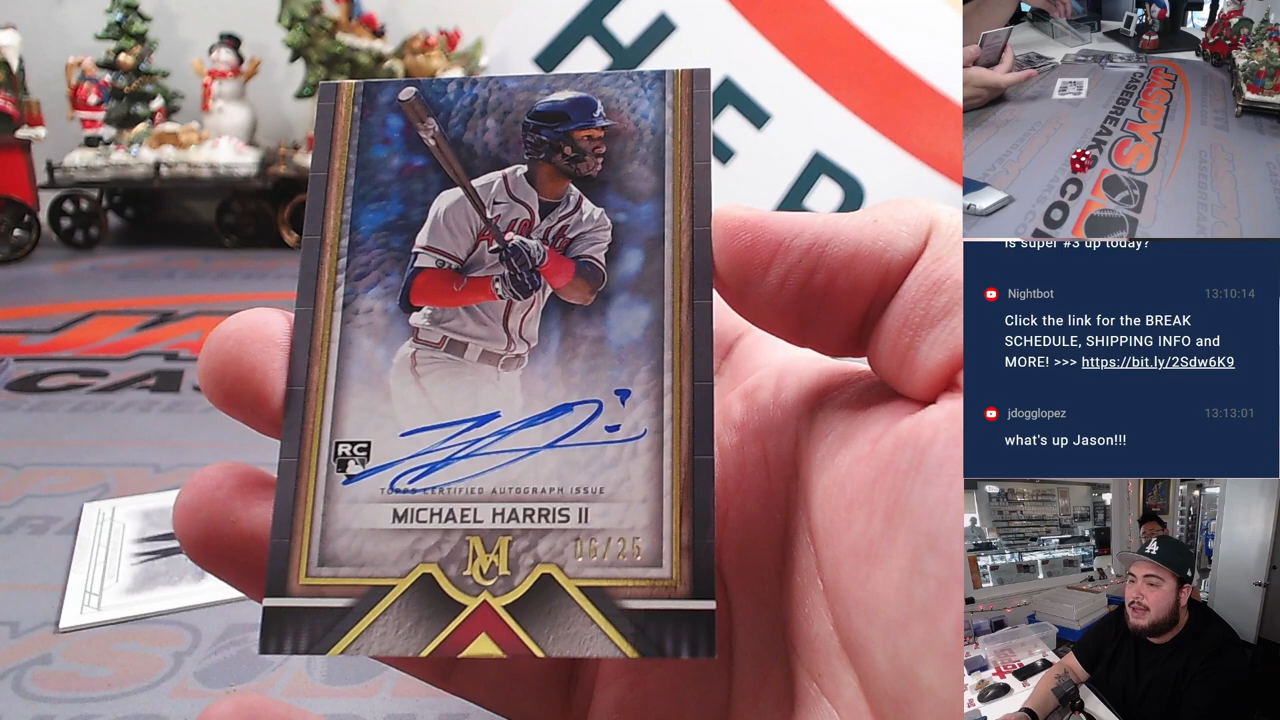 HER
RC
TOPPS CERTIFIED AUTOGRAPH ISSUE
MICHAEL HARRIS II
MC
06/25
JASPYS
CASEBREAKS
.CO
is super #3 up today?
Nightbot 13:10:14
Click the link for the BREAK
SCHEDULE, SHIPPING INFO and
MORE! >>> https://bit.ly/2Sdw6K9
jdogglopez 13:13:01
what's up Jason!!!
LA